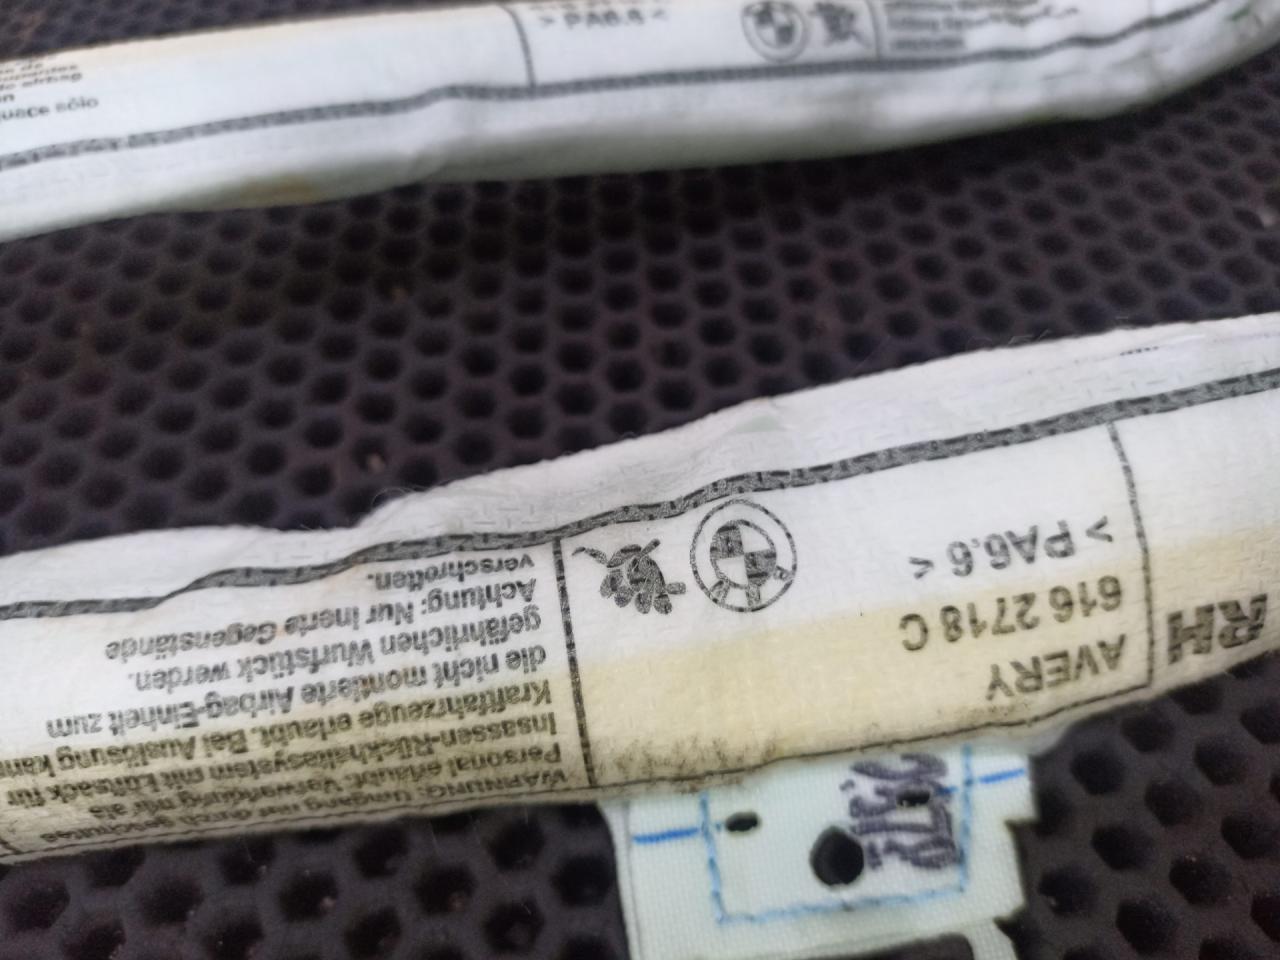 airbag
sólo
> PA6.6 <
RH
AVERY
616 2718 C
> PA6.6 <
WARNUNG: Umgang nur durch geschultes
Personal erlaubt. Verwendung nur als
Insassen-Rückhaltesystem mit Luftsack für
Kraftfahrzeuge erlaubt. Bei Auslösung kann
die nicht montierte Airbag-Einheit zum
gefährlichen Wurfstück werden.
Achtung: Nur inerte Gegenstände
verschrotten.